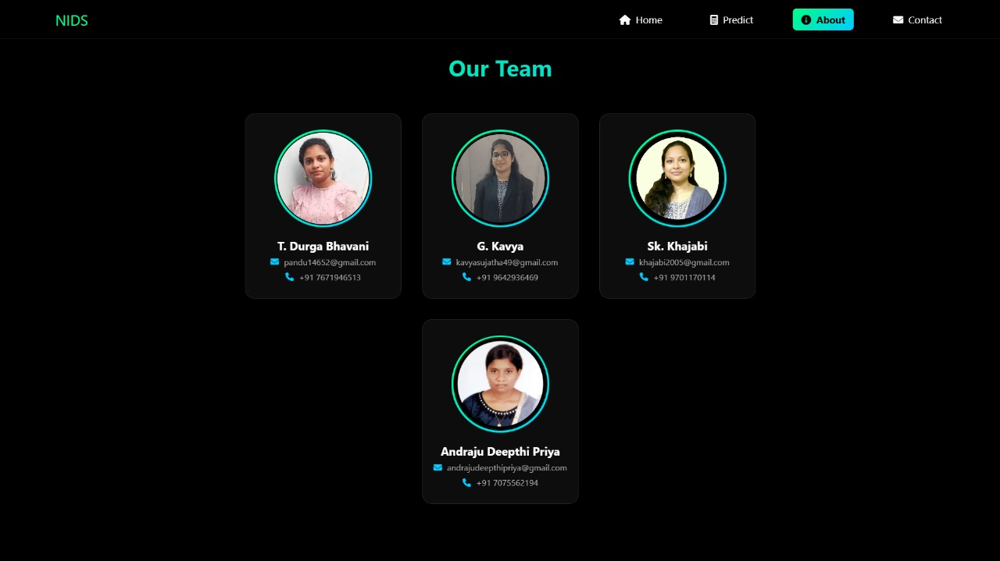 NIDS
Home
Predict
About
Contact
Our Team
T. Durga Bhavani
pandu14652@gmail.com
+91 7671946513
G. Kavya
kavyasujatha49@gmail.com
+91 9642936469
Sk. Khajabi
khajabi2005@gmail.com
+91 9701170114
Andraju Deepthi Priya
andrajudeepthipriya@gmail.com
+91 7075562194